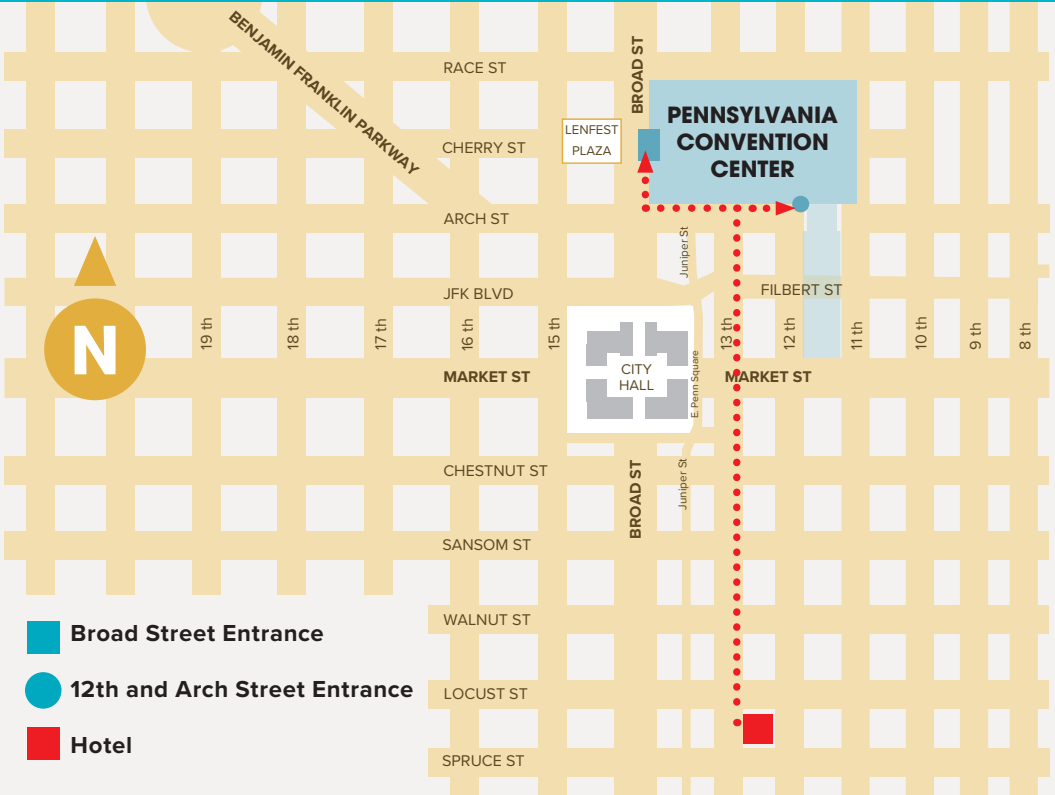 BENJAMIN FRANKLIN PARKWAY
BROAD ST
RACE ST
PENNSYLVANIA
CONVENTION
CENTER
LENFEST
PLAZA
CHERRY ST
ARCH ST
Juniper St
JFK BLVD
FILBERT ST
N
19 th
18 th
17 th
16 th
15 th
13 th
12 th
11 th
10 th
9 th
8 th
MARKET ST
CITY
HALL
E. Penn Square
MARKET ST
CHESTNUT ST
BROAD ST
Juniper St
SANSOM ST
WALNUT ST
Broad Street Entrance
12th and Arch Street Entrance
LOCUST ST
Hotel
SPRUCE ST